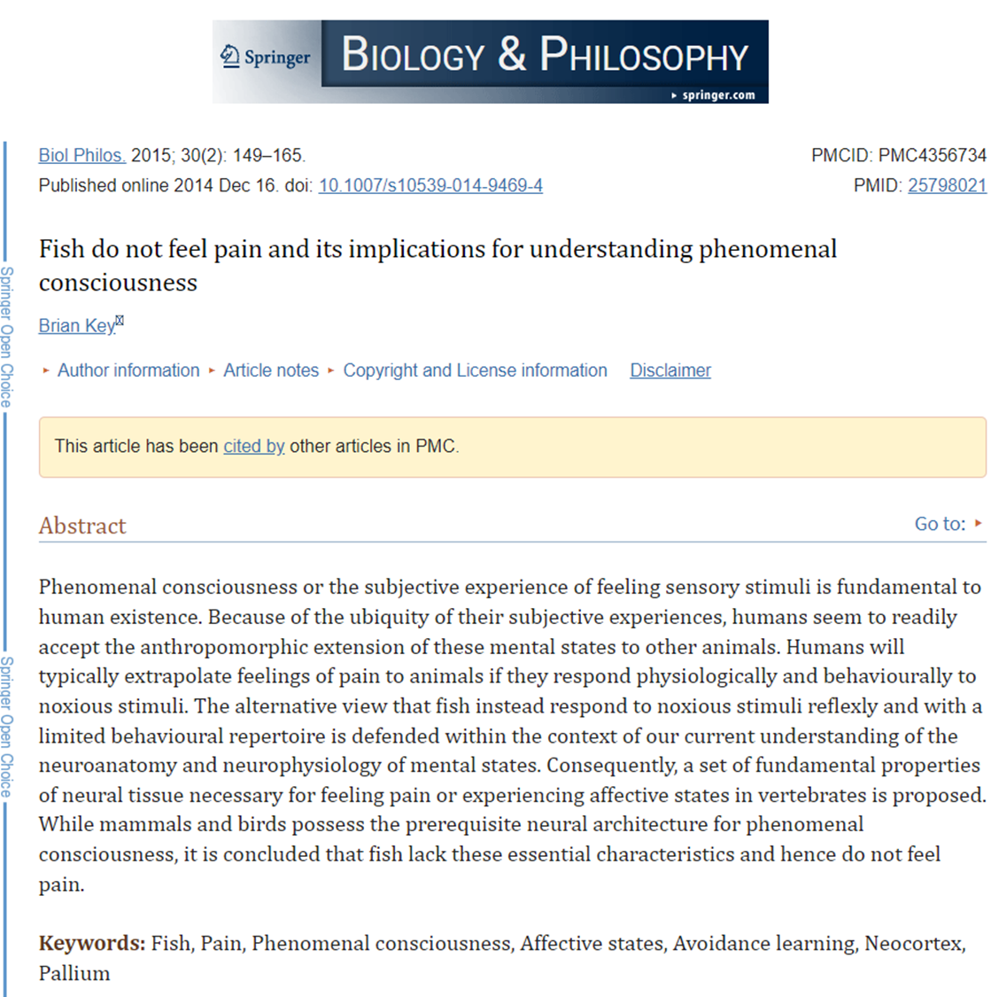 Springer
BIOLOGY & PHILOSOPHY
springer.com
Biol Philos. 2015; 30(2): 149–165.
PMCID: PMC4356734
Published online 2014 Dec 16. doi: 10.1007/s10539-014-9469-4
PMID: 25798021
Fish do not feel pain and its implications for understanding phenomenal
consciousness
Brian Key
Author information Article notes Copyright and License information Disclaimer
This article has been cited by other articles in PMC.
Abstract
Go to:
Phenomenal consciousness or the subjective experience of feeling sensory stimuli is fundamental to
human existence. Because of the ubiquity of their subjective experiences, humans seem to readily
accept the anthropomorphic extension of these mental states to other animals. Humans will
typically extrapolate feelings of pain to animals if they respond physiologically and behaviourally to
noxious stimuli. The alternative view that fish instead respond to noxious stimuli reflexly and with a
limited behavioural repertoire is defended within the context of our current understanding of the
neuroanatomy and neurophysiology of mental states. Consequently, a set of fundamental properties
of neural tissue necessary for feeling pain or experiencing affective states in vertebrates is proposed.
While mammals and birds possess the prerequisite neural architecture for phenomenal
consciousness, it is concluded that fish lack these essential characteristics and hence do not feel
pain.
Keywords: Fish, Pain, Phenomenal consciousness, Affective states, Avoidance learning, Neocortex,
Pallium
Springer Open Choice
Springer Open Choice